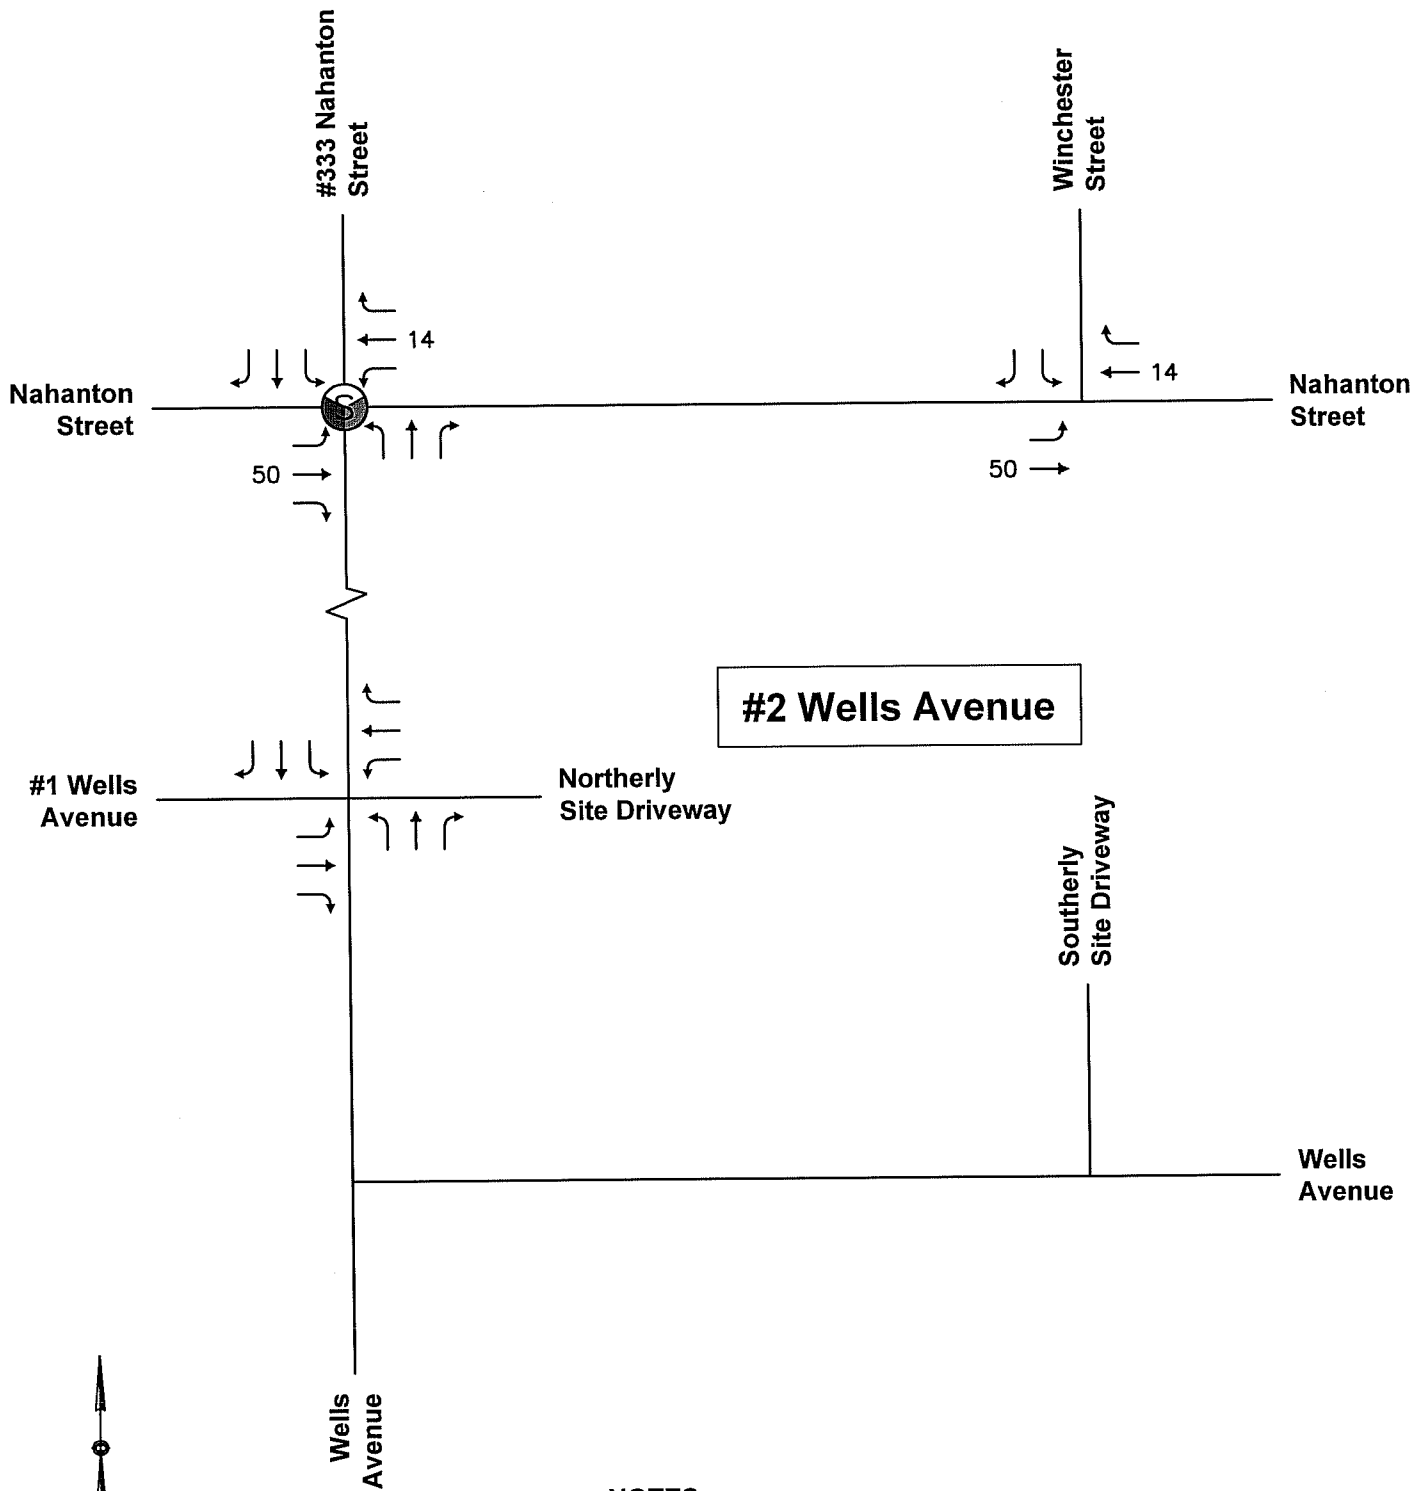 #333 Nahanton
Street
Winchester
Street
14
14
Nahanton
Street
S
Nahanton
Street
50
50
#2 Wells Avenue
#1 Wells
Avenue
Northerly
Site Driveway
Southerly
Site Driveway
Wells
Avenue
Wells
Avenue